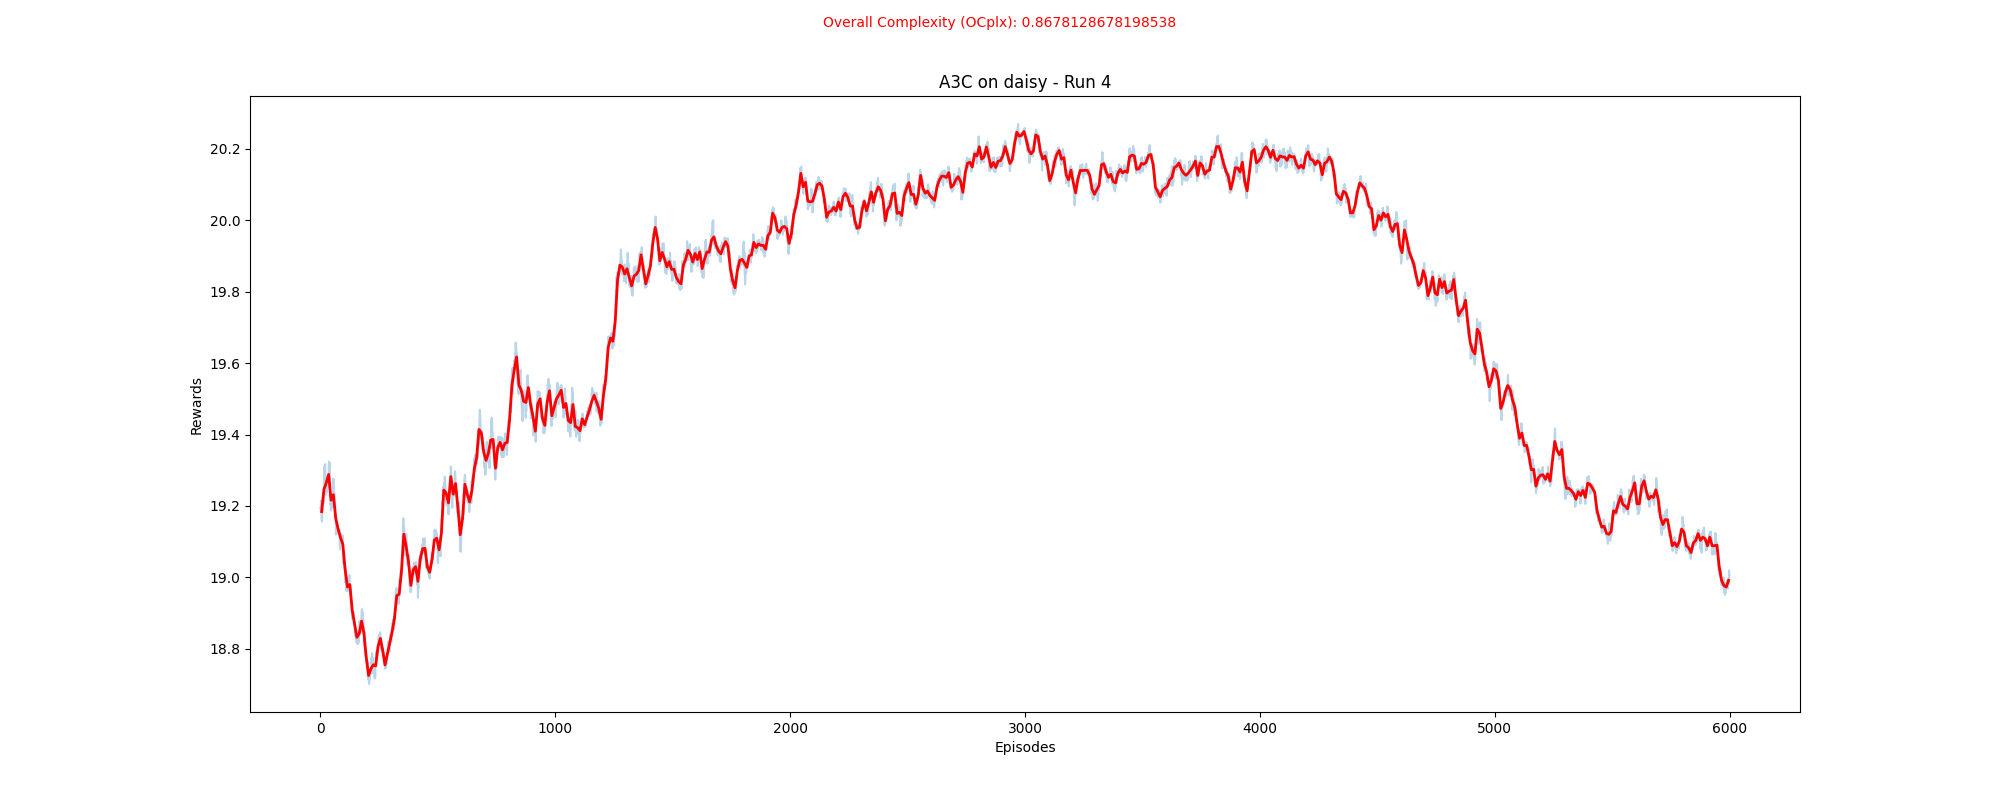 Overall Complexity (OCplx): 0.8678128678198538
A3C on daisy - Run 4
Rewards
20.2
20.0
19.8
19.6
19.4
19.2
19.0
18.8
0 1000 2000 3000 4000 5000 6000
Episodes